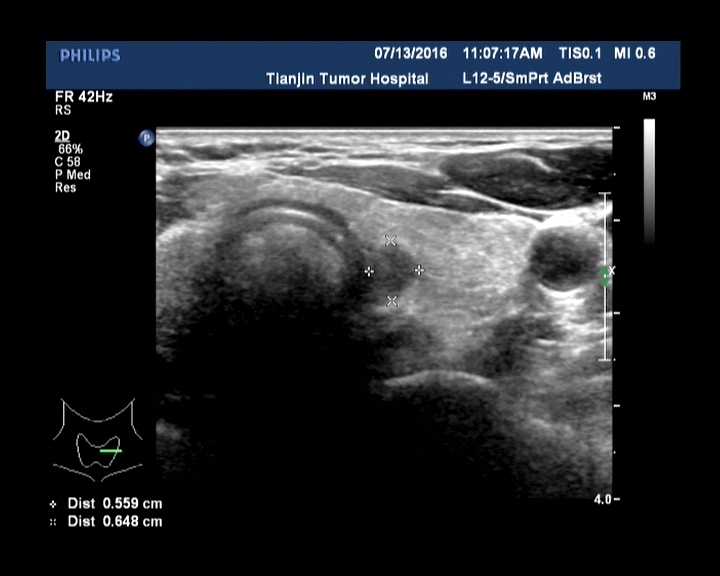 PHILIPS
07/13/2016 11:07:17AM TIS0.1 MI 0.6
Tianjin Tumor Hospital L12-5/SmPrt AdBrst
FR 42Hz
RS
M3
2D
66%
C 58
P Med
Res
P
X
4.0
Dist 0.559 cm
Dist 0.648 cm